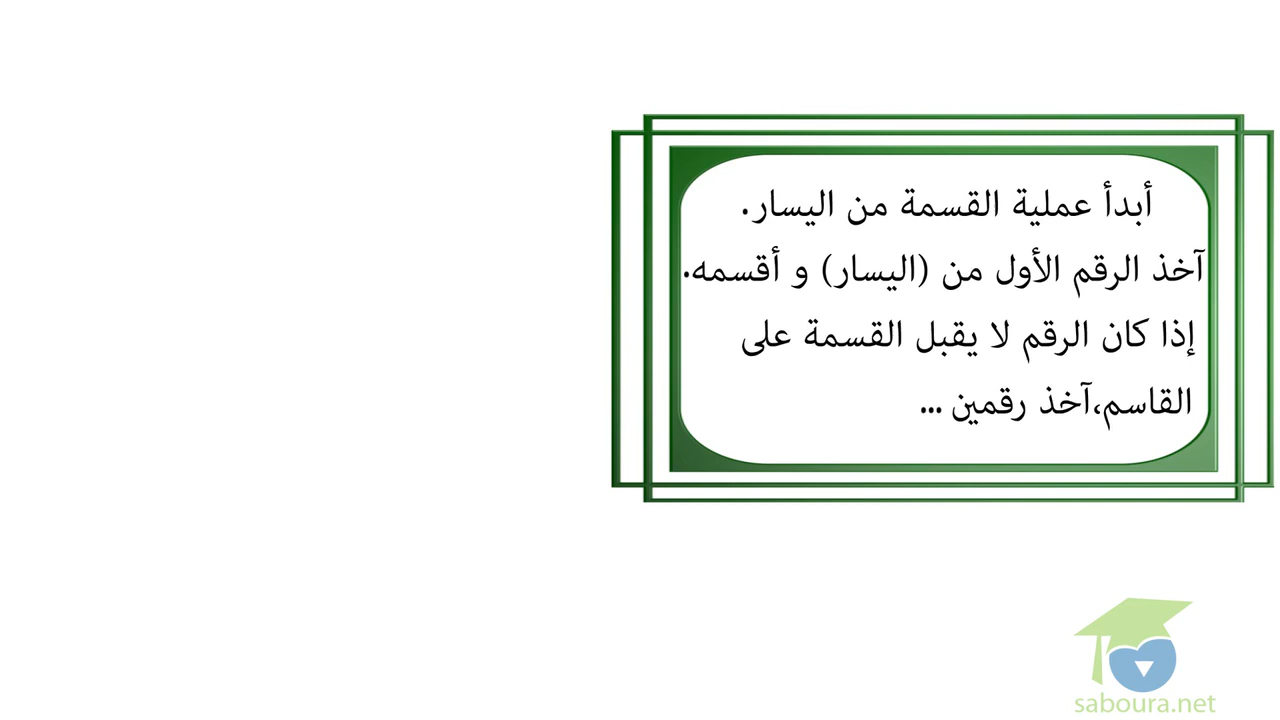 أبدأ عملية القسمة من اليسار.
آخذ الرقم الأول من (اليسار) و أقسمه.
إذا كان الرقم لا يقبل القسمة على
القاسم،آخذ رقمين ...
saboura.net